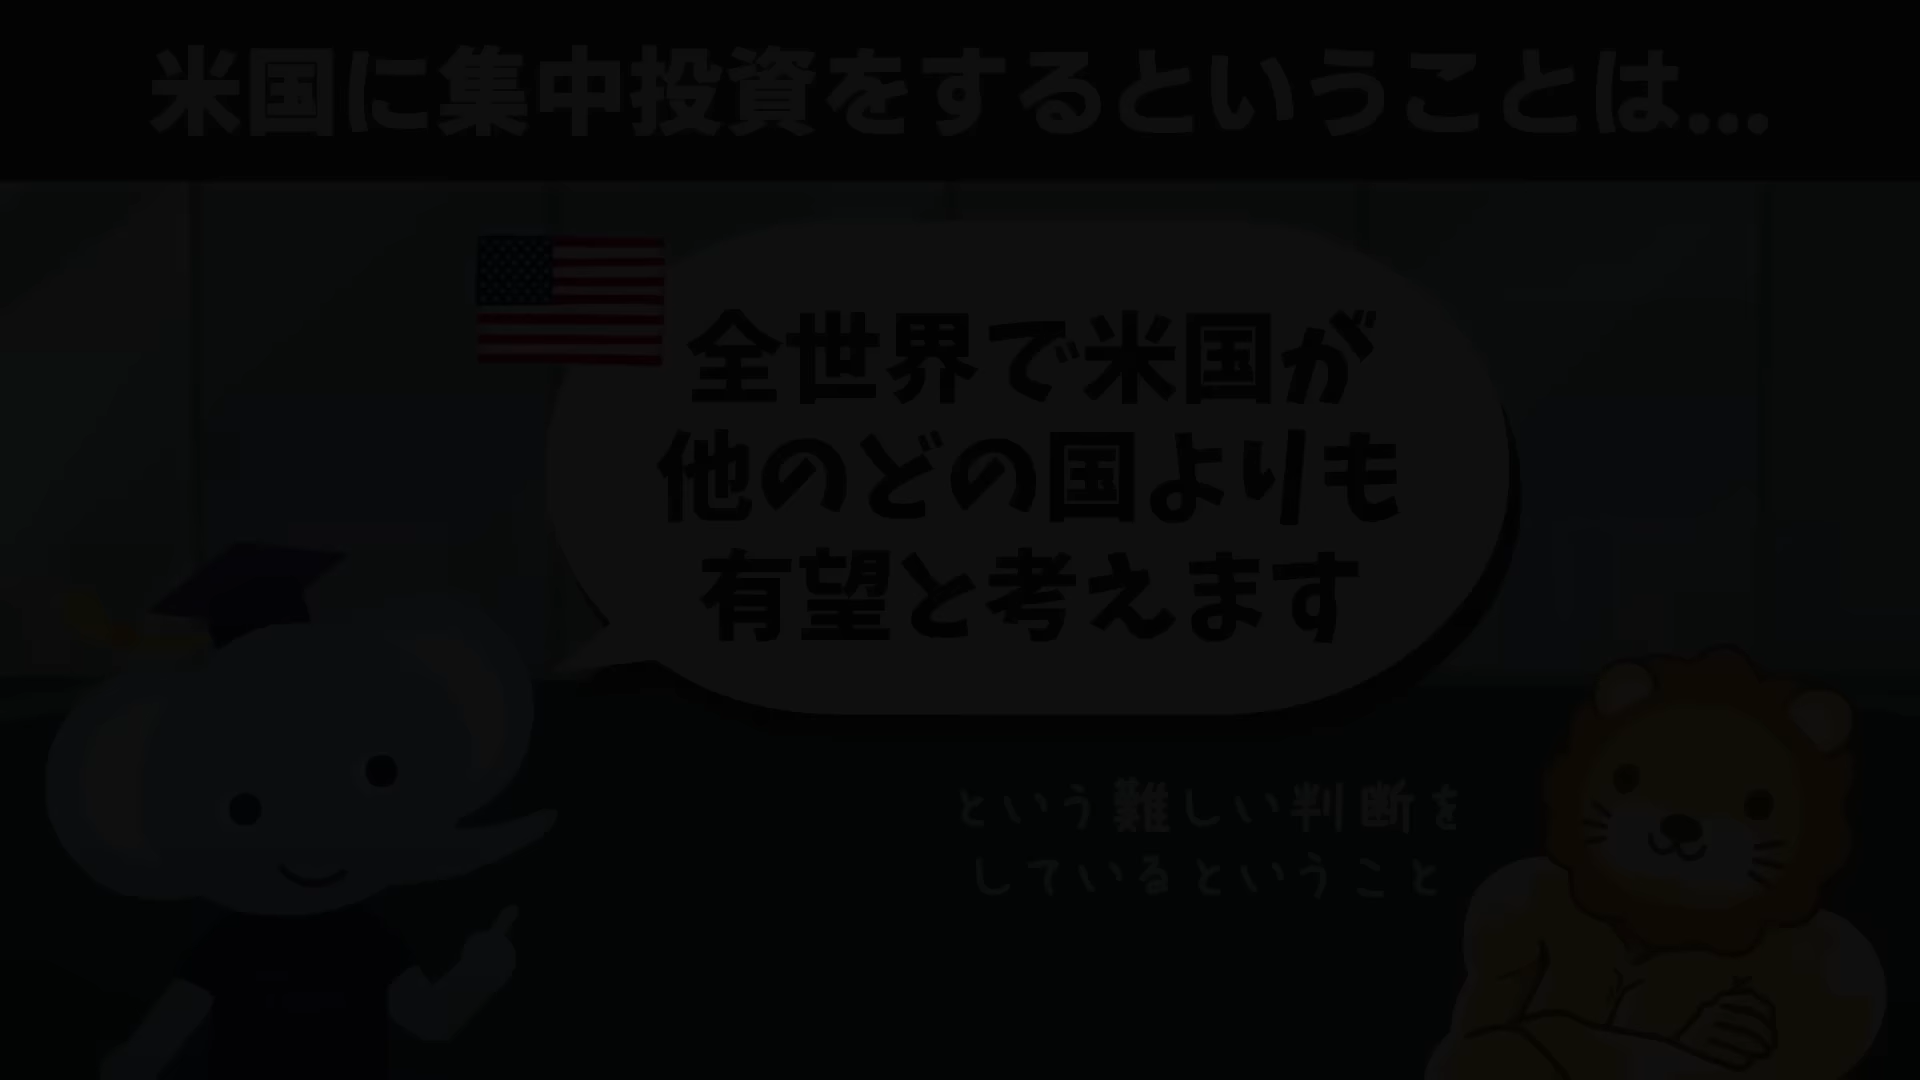 米国に集中投資をするということは...
全世界で米国が
他のどの国よりも
有望と考えます
という難しい判断を
しているということ